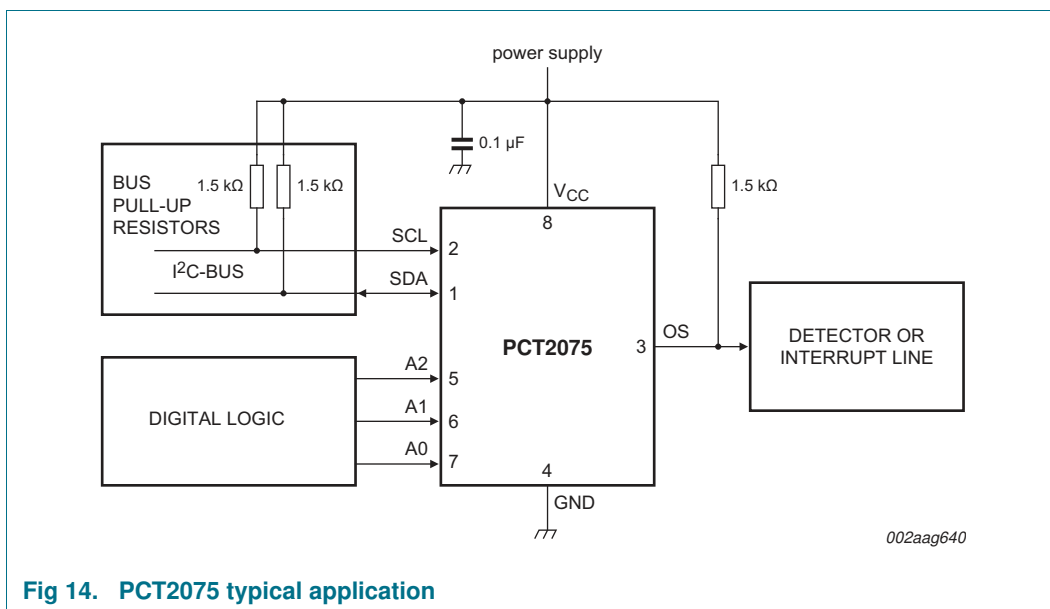 power supply
0.1 μF
BUS
PULL-UP
RESISTORS
1.5 kΩ
1.5 kΩ
1.5 kΩ
VCC
8
SCL
2
I2C-BUS
SDA
1
PCT2075
3
OS
DETECTOR OR
INTERRUPT LINE
DIGITAL LOGIC
A2
5
A1
6
A0
7
4
GND
002aag640
Fig 14. PCT2075 typical application